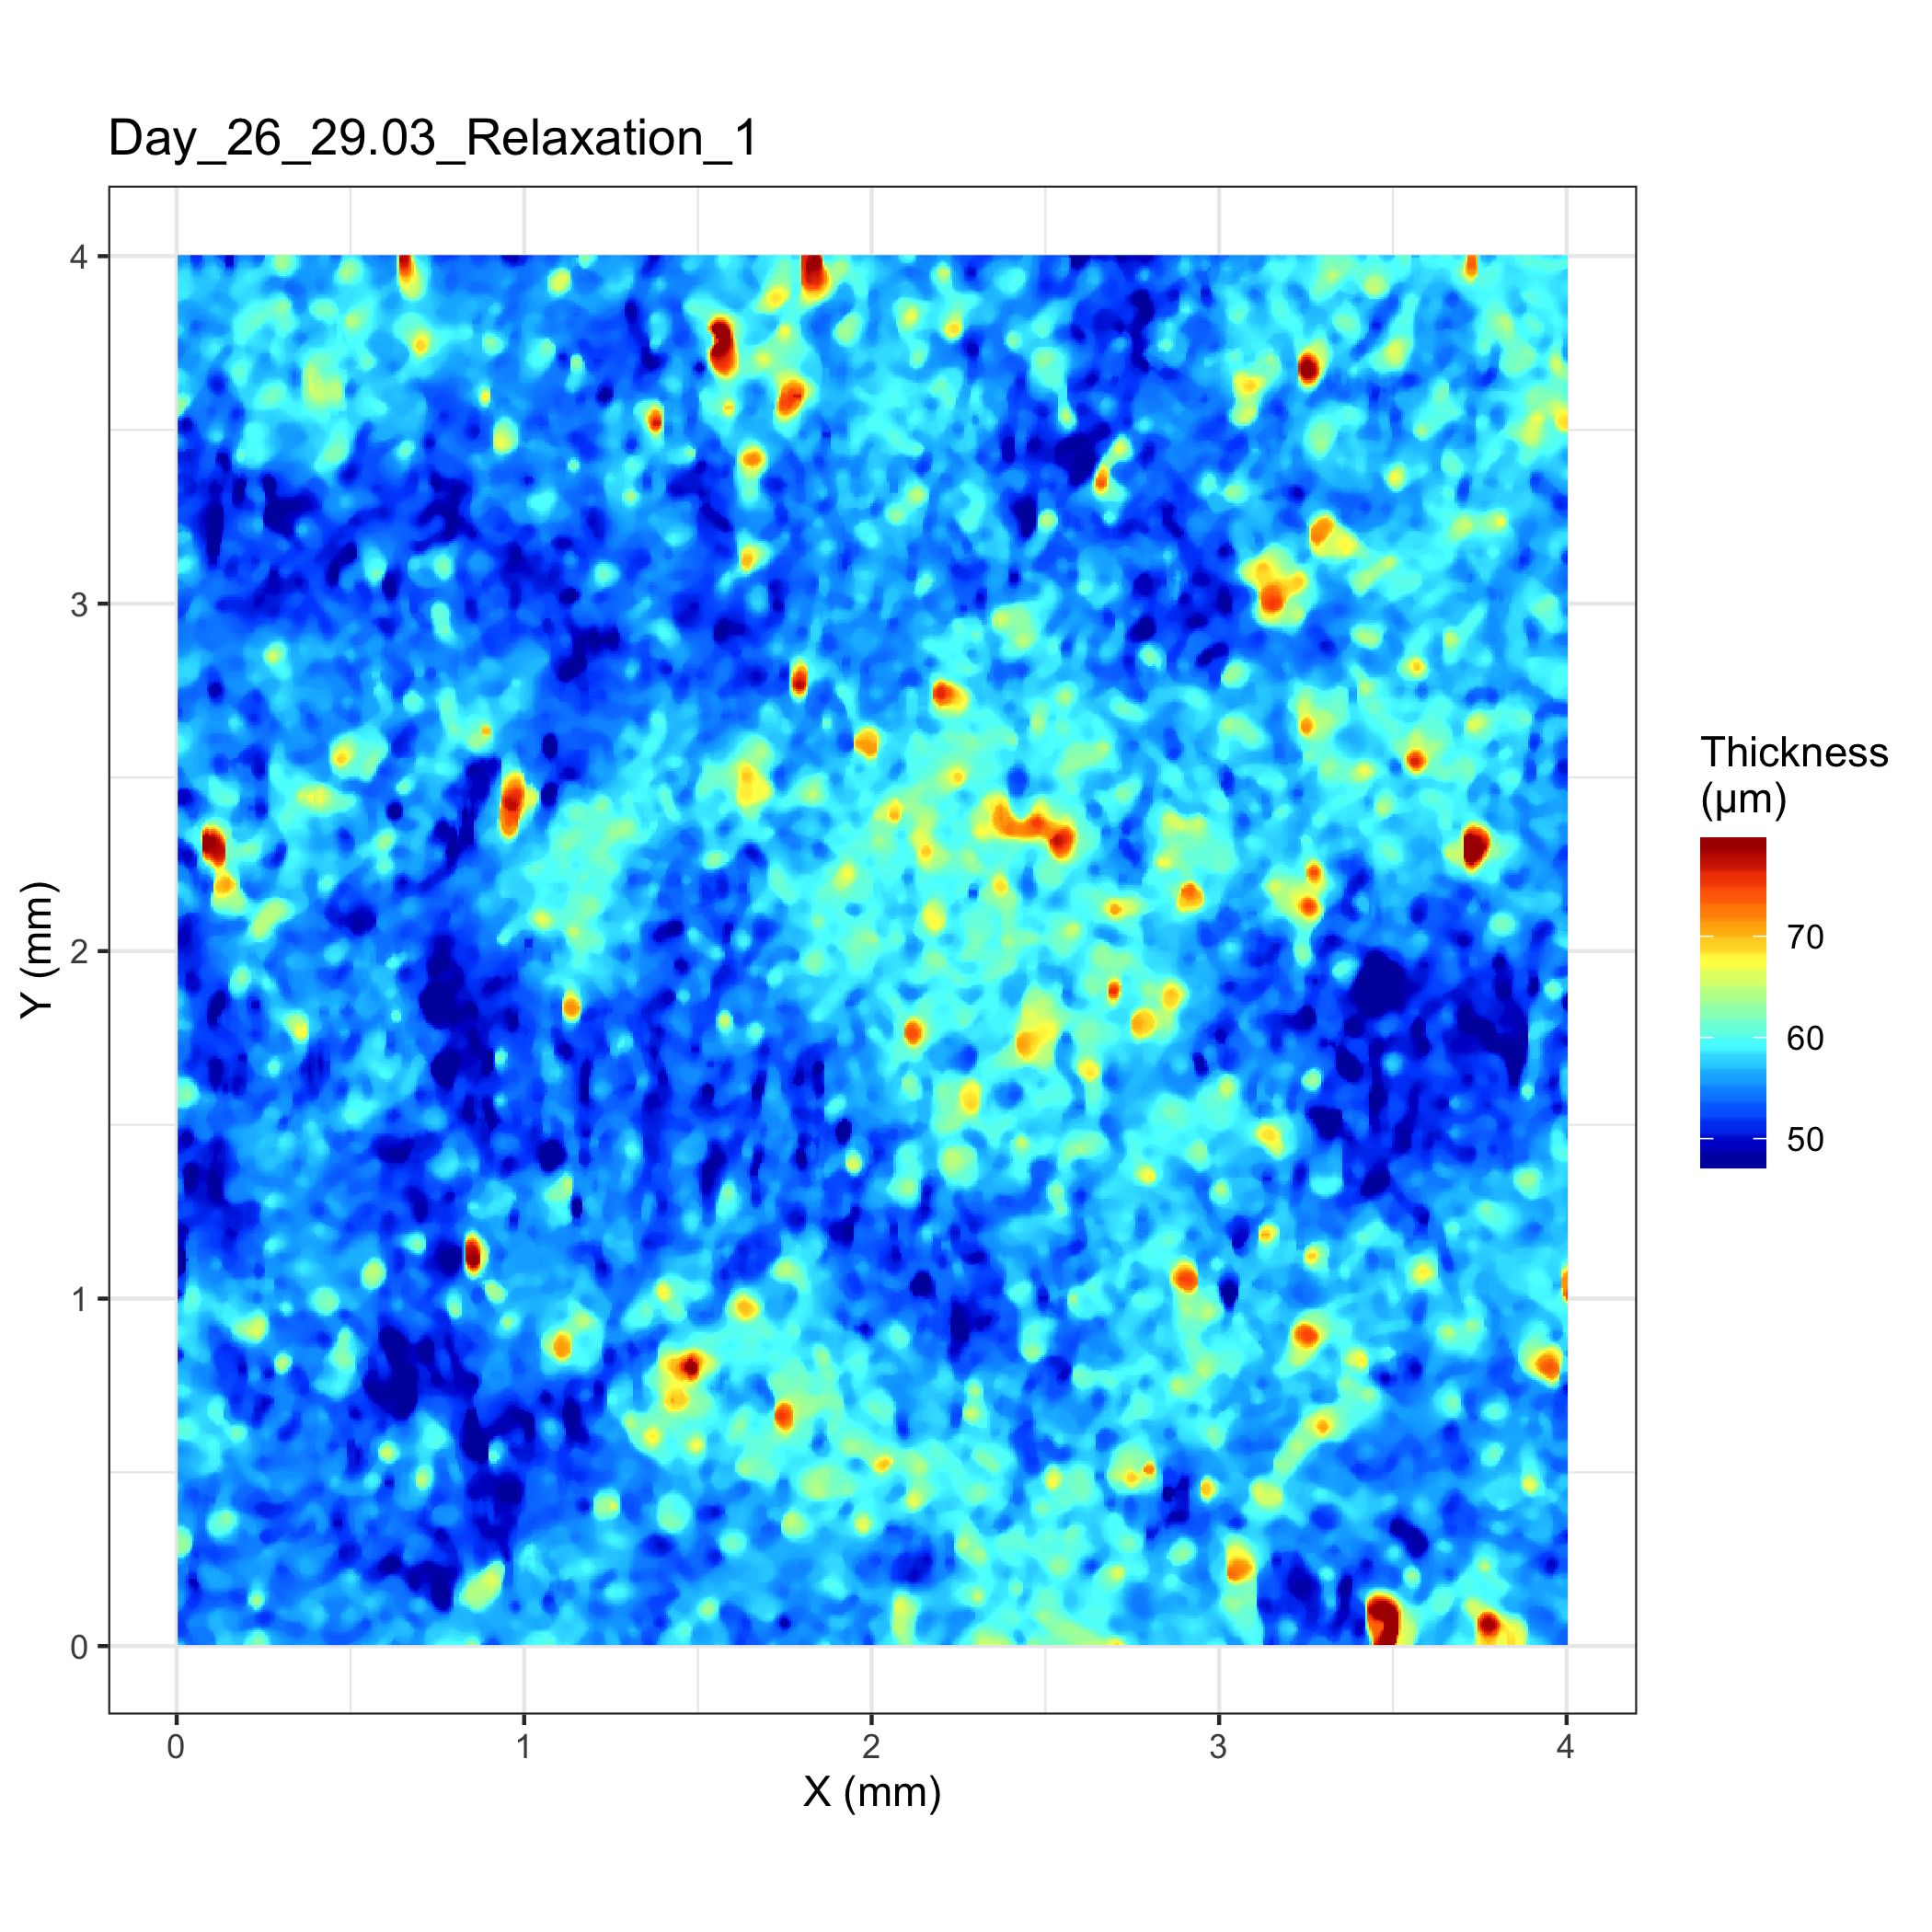 Day_26_29.03_Relaxation_1
4
3
2
1
0
Y (mm)
0 1 2 3 4
X (mm)
Thickness
(μm)
70
60
50